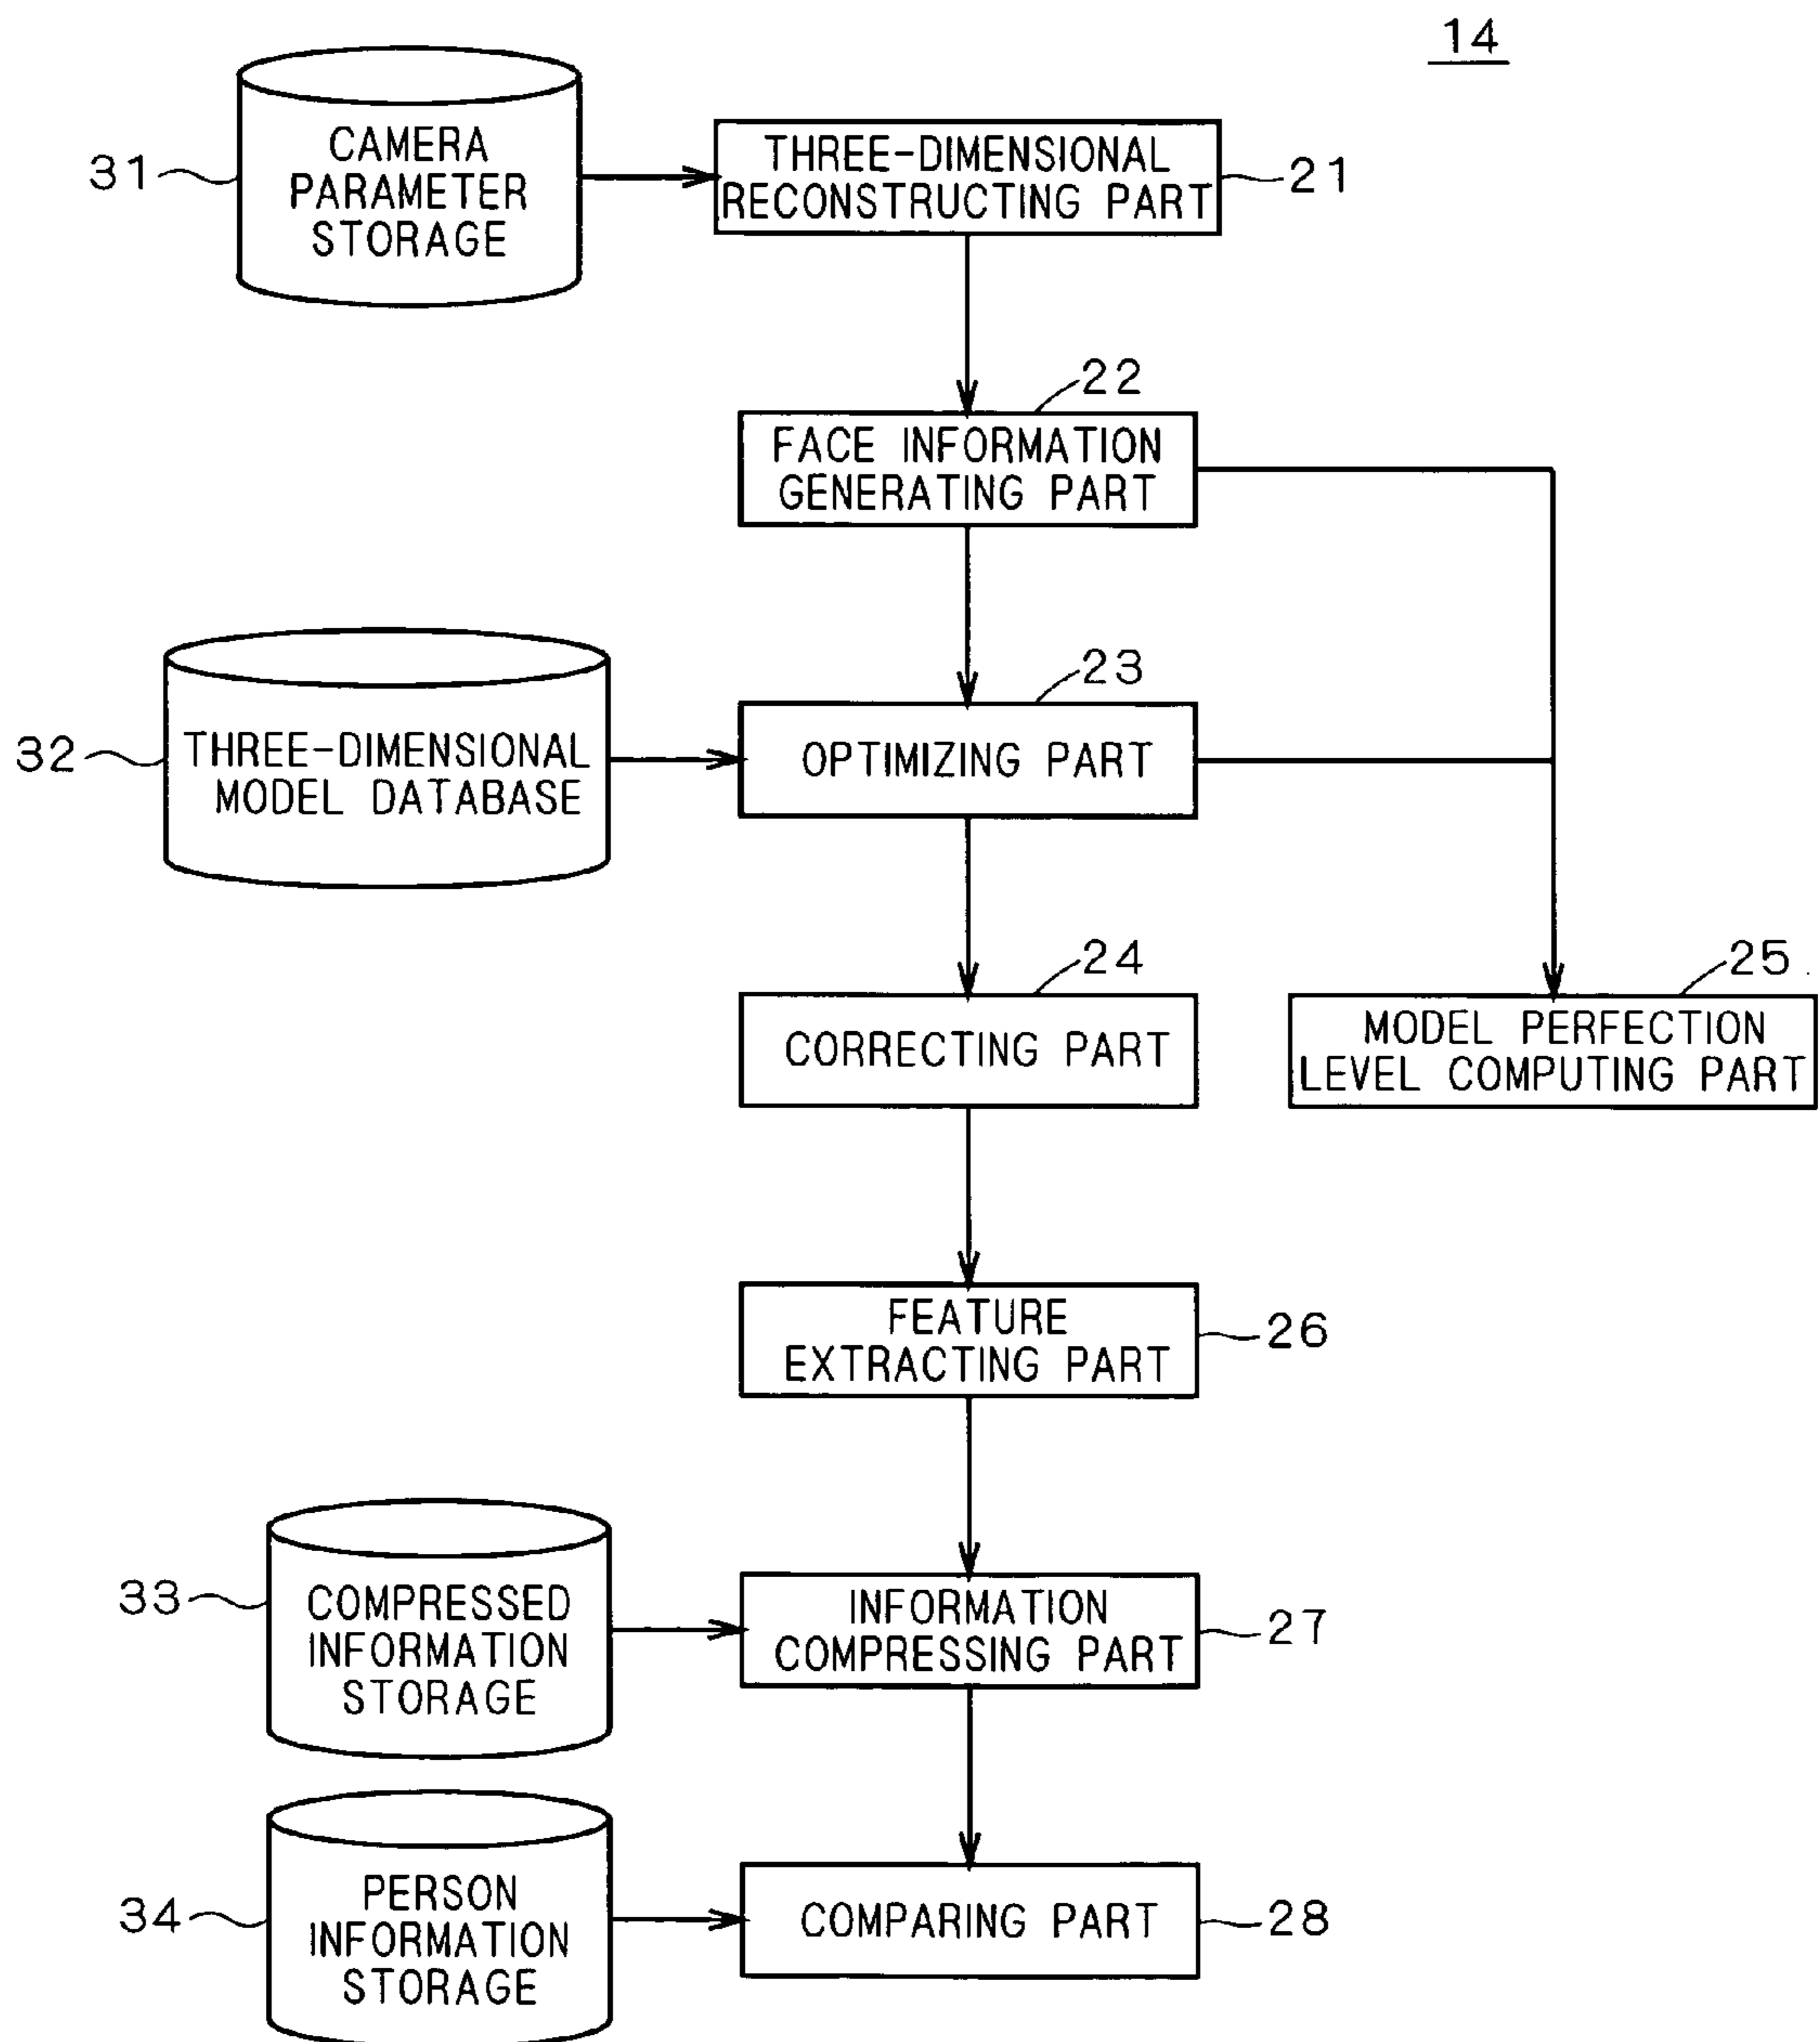 14
CAMERA
PARAMETER
STORAGE
31
THREE-DIMENSIONAL
RECONSTRUCTING PART
21
22
FACE INFORMATION
GENERATING PART
23
32
THREE-DIMENSIONAL
MODEL DATABASE
OPTIMIZING PART
24
25
CORRECTING PART
MODEL PERFECTION
LEVEL COMPUTING PART
FEATURE
EXTRACTING PART
26
33
COMPRESSED
INFORMATION
STORAGE
INFORMATION
COMPRESSING PART
27
34
PERSON
INFORMATION
STORAGE
COMPARING PART
28